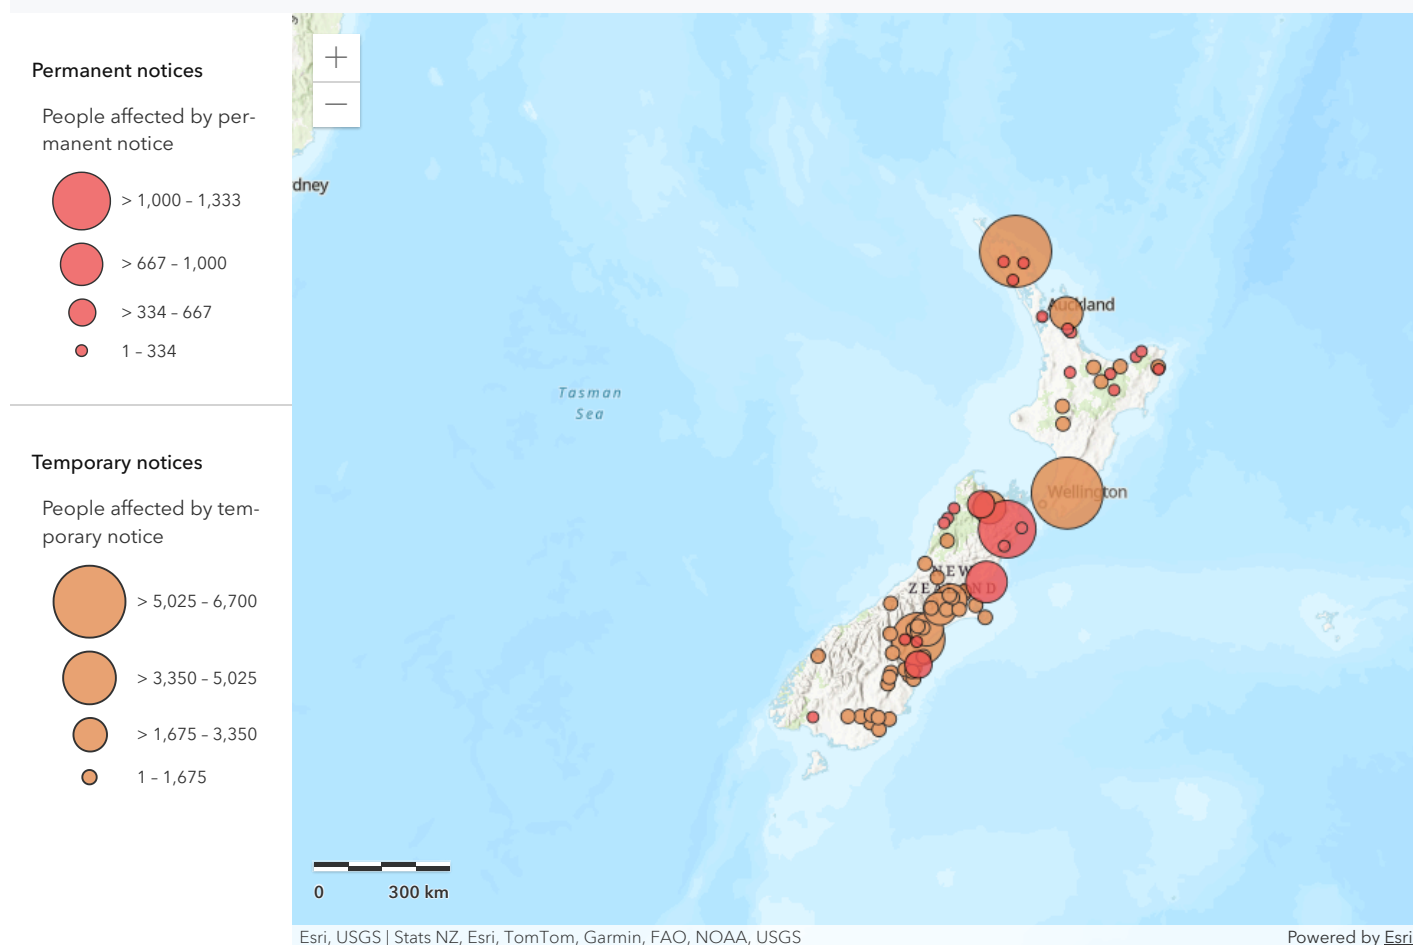 Permanent notices
People affected by per-
manent notice
> 1,000 – 1,333
> 667 – 1,000
> 334 – 667
1 – 334
Temporary notices
People affected by tem-
porary notice
> 5,025 – 6,700
> 3,350 – 5,025
> 1,675 – 3,350
1 – 1,675
+
−
dney
Auckland
Tasman
Sea
Wellington
NEW
ZEALAND
0 300 km
Esri, USGS | Stats NZ, Esri, TomTom, Garmin, FAO, NOAA, USGS
Powered by Esri